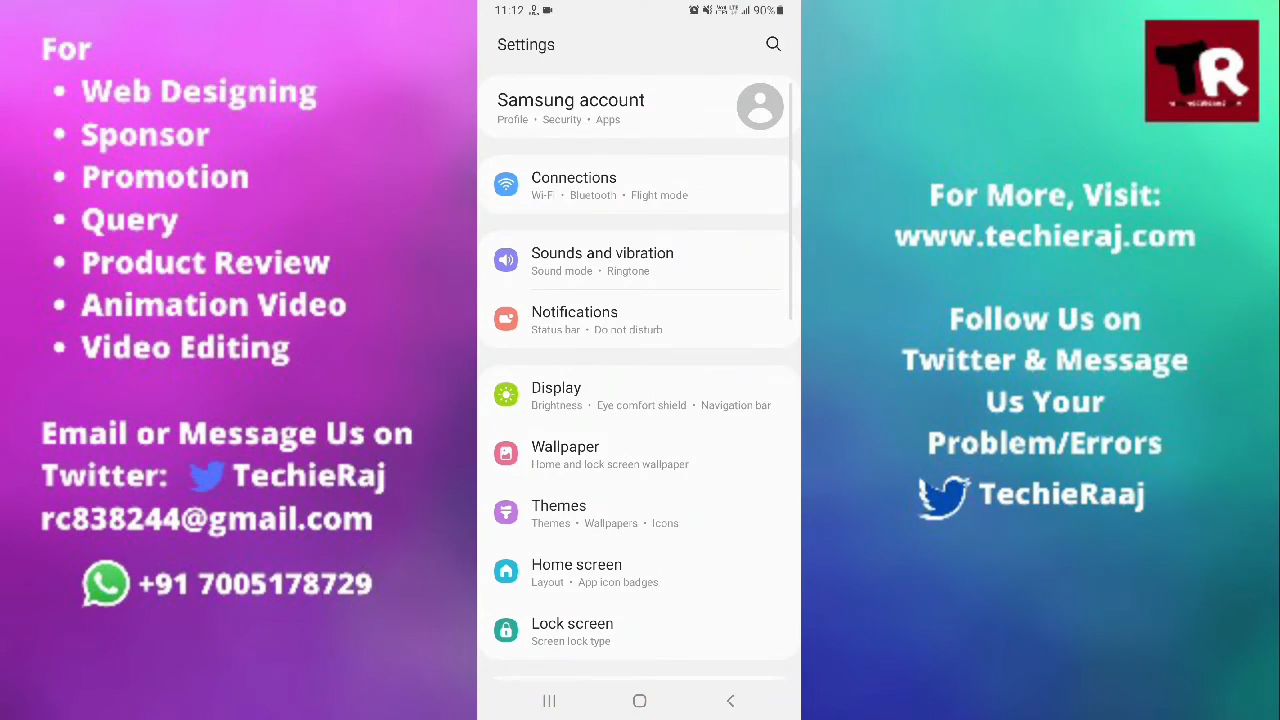 For
• Web Designing
• Sponsor
• Promotion
• Query
• Product Review
• Animation Video
• Video Editing
Email or Message Us on
Twitter: TechieRaj
rc838244@gmail.com
+91 7005178729
11:12 90%
Settings
Samsung account
Profile • Security • Apps
Connections
Wi-Fi • Bluetooth • Flight mode
Sounds and vibration
Sound mode • Ringtone
Notifications
Status bar • Do not disturb
Display
Brightness • Eye comfort shield • Navigation bar
Wallpaper
Home and lock screen wallpaper
Themes
Themes • Wallpapers • Icons
Home screen
Layout • App icon badges
Lock screen
Screen lock type
TR
For More, Visit:
www.techieraj.com
Follow Us on
Twitter & Message
Us Your
Problem/Errors
TechieRaaj